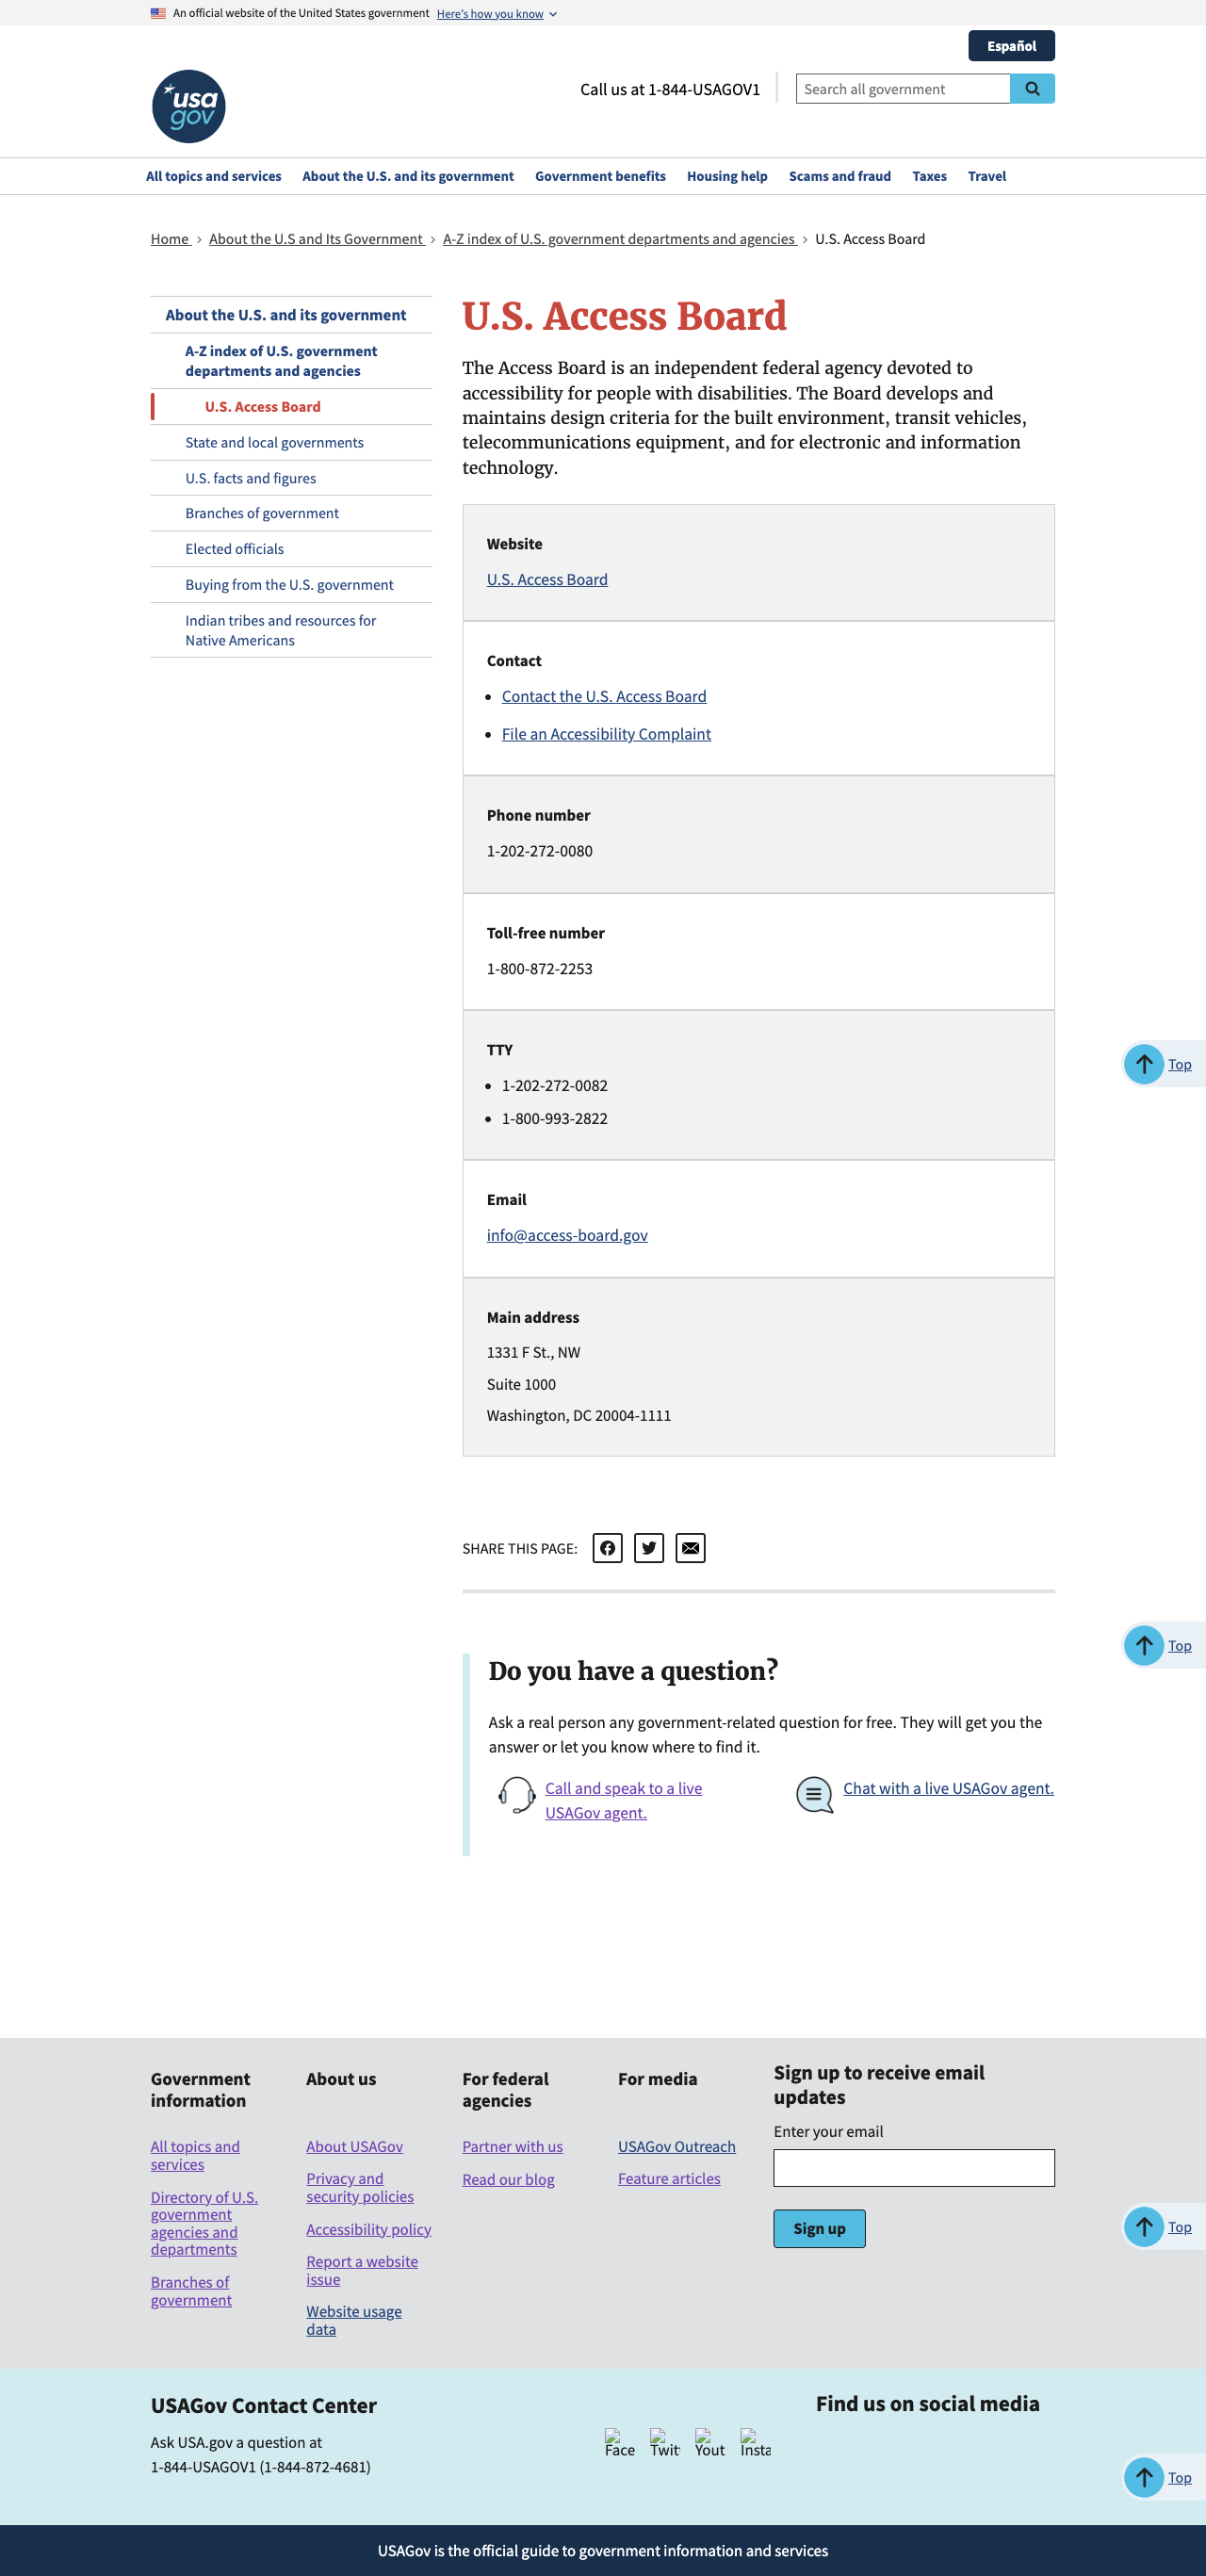 An official website of the United States government Here's how you know
Español
usa
gov
Call us at 1-844-USAGOV1
Search all government
All topics and services About the U.S. and its government Government benefits Housing help Scams and fraud Taxes Travel
Home About the U.S and Its Government A-Z index of U.S. government departments and agencies U.S. Access Board
About the U.S. and its government
A-Z index of U.S. government
departments and agencies
U.S. Access Board
State and local governments
U.S. facts and figures
Branches of government
Elected officials
Buying from the U.S. government
Indian tribes and resources for
Native Americans
U.S. Access Board
The Access Board is an independent federal agency devoted to
accessibility for people with disabilities. The Board develops and
maintains design criteria for the built environment, transit vehicles,
telecommunications equipment, and for electronic and information
technology.
Website
U.S. Access Board
Contact
• Contact the U.S. Access Board
• File an Accessibility Complaint
Phone number
1-202-272-0080
Toll-free number
1-800-872-2253
TTY
• 1-202-272-0082
• 1-800-993-2822
Email
info@access-board.gov
Main address
1331 F St., NW
Suite 1000
Washington, DC 20004-1111
Top
SHARE THIS PAGE:
Top
Do you have a question?
Ask a real person any government-related question for free. They will get you the
answer or let you know where to find it.
Call and speak to a live
USAGov agent.
Chat with a live USAGov agent.
Government
information
All topics and
services
Directory of U.S.
government
agencies and
departments
Branches of
government
About us
About USAGov
Privacy and
security policies
Accessibility policy
Report a website
issue
Website usage
data
For federal
agencies
Partner with us
Read our blog
For media
USAGov Outreach
Feature articles
Sign up to receive email
updates
Enter your email
Sign up
Top
USAGov Contact Center
Ask USA.gov a question at
1-844-USAGOV1 (1-844-872-4681)
Find us on social media
Face Twit Yout Insta
Top
USAGov is the official guide to government information and services